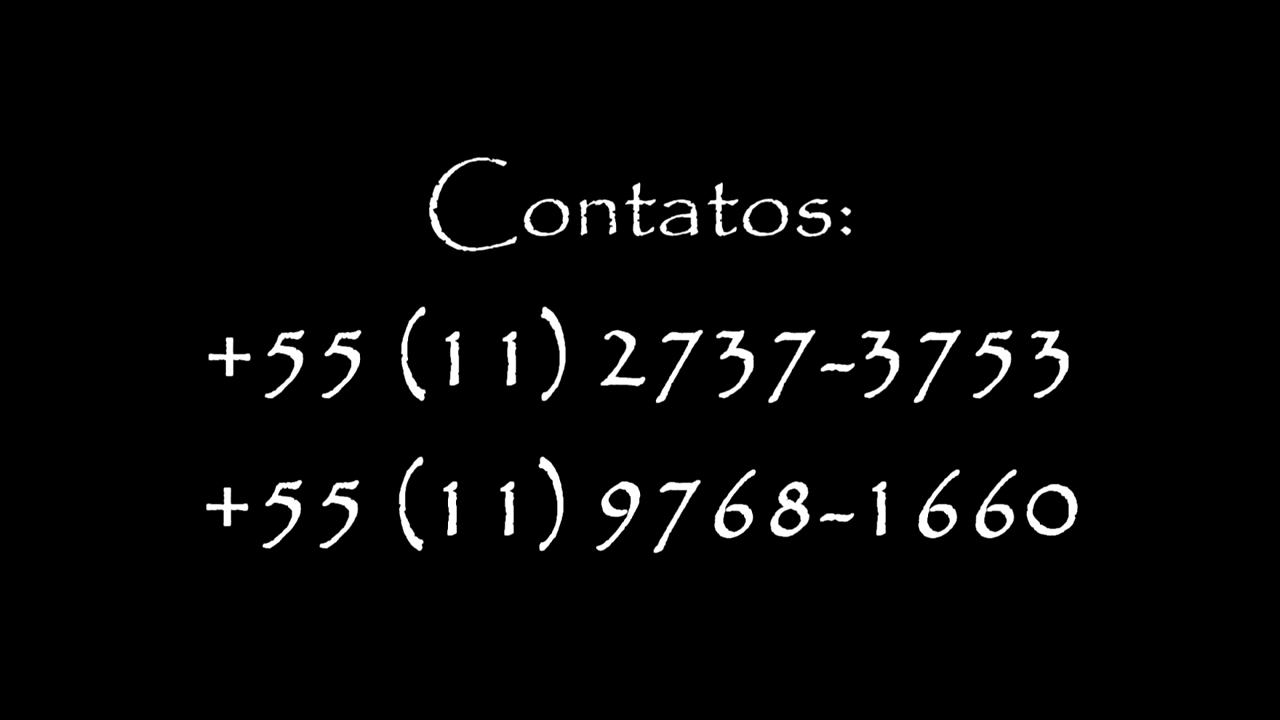 Contatos:
+55 (11) 2737-3753
+55 (11) 9768-1660